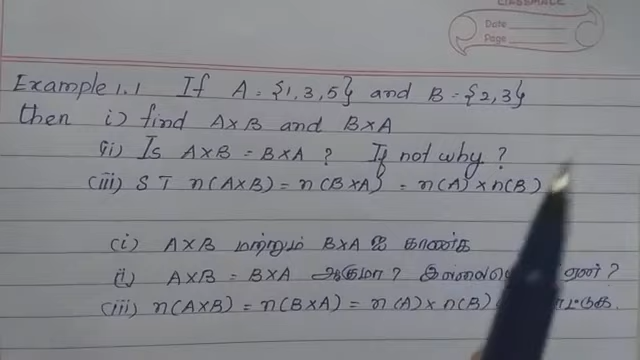 CLASSMATE
Date
Page
Example 1.1 If A = {1, 3, 5} and B = {2, 3}
then i) find A×B and B×A
(ii) Is A×B = B×A ? If not why ?
(iii) S T n(A×B) = n(B×A) = n(A) × n(B)
(i) A×B மற்றும் B×A ஐ காண்க
ii) A×B = B×A ஆகுமா ? ஏன் ?
(iii) n(A×B) = n(B×A) = n(A) × n(B)